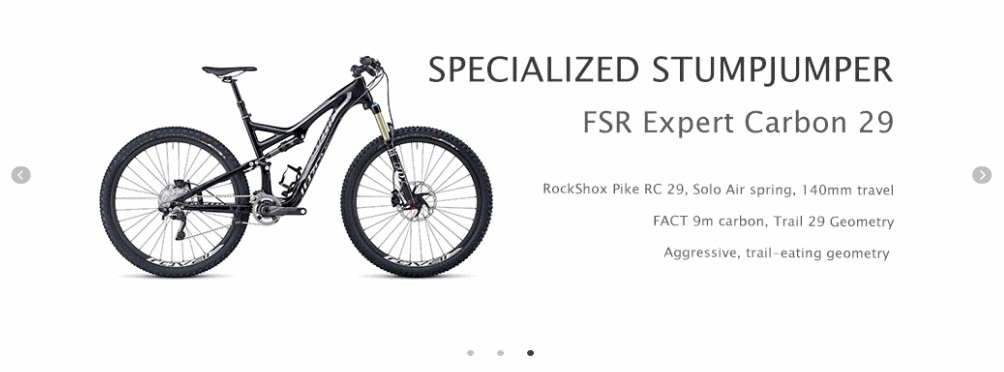 SPECIALIZED STUMPJUMPER
FSR Expert Carbon 29
RockShox Pike RC 29, Solo Air spring, 140mm travel
FACT 9m carbon, Trail 29 Geometry
Aggressive, trail-eating geometry